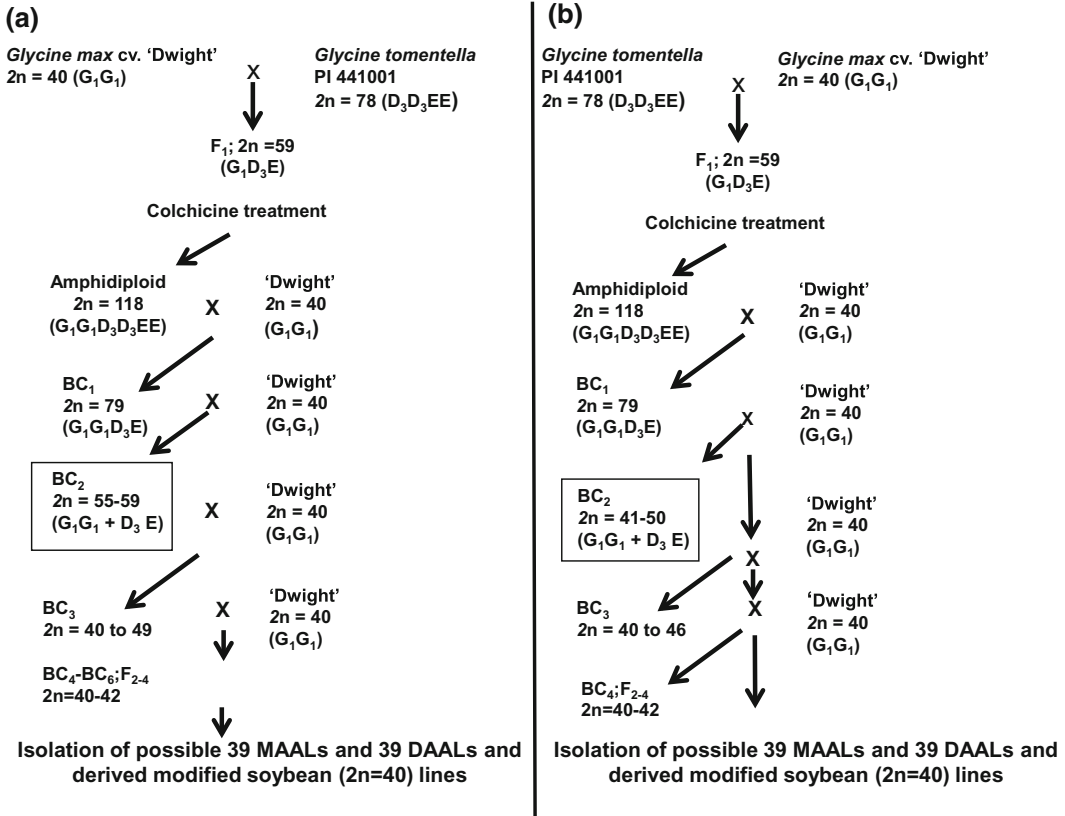 (a)
Glycine max cv. ‘Dwight’
2n = 40 (G₁G₁)
X
Glycine tomentella
PI 441001
2n = 78 (D₃D₃EE)
F₁; 2n =59
(G₁D₃E)
Colchicine treatment
Amphidiploid
2n = 118
(G₁G₁D₃D₃EE)
X
‘Dwight’
2n = 40
(G₁G₁)
BC₁
2n = 79
(G₁G₁D₃E)
X
‘Dwight’
2n = 40
(G₁G₁)
BC₂
2n = 55-59
(G₁G₁ + D₃ E)
X
‘Dwight’
2n = 40
(G₁G₁)
BC₃
2n = 40 to 49
X
‘Dwight’
2n = 40
(G₁G₁)
BC₄-BC₆;F₂₋₄
2n=40-42
Isolation of possible 39 MAALs and 39 DAALs and
derived modified soybean (2n=40) lines
(b)
Glycine tomentella
PI 441001
2n = 78 (D₃D₃EE)
X
Glycine max cv. ‘Dwight’
2n = 40 (G₁G₁)
F₁; 2n =59
(G₁D₃E)
Colchicine treatment
Amphidiploid
2n = 118
(G₁G₁D₃D₃EE)
X
‘Dwight’
2n = 40
(G₁G₁)
BC₁
2n = 79
(G₁G₁D₃E)
X
‘Dwight’
2n = 40
(G₁G₁)
BC₂
2n = 41-50
(G₁G₁ + D₃ E)
‘Dwight’
2n = 40
(G₁G₁)
X
BC₃
2n = 40 to 46
X
‘Dwight’
2n = 40
(G₁G₁)
BC₄;F₂₋₄
2n=40-42
Isolation of possible 39 MAALs and 39 DAALs and
derived modified soybean (2n=40) lines